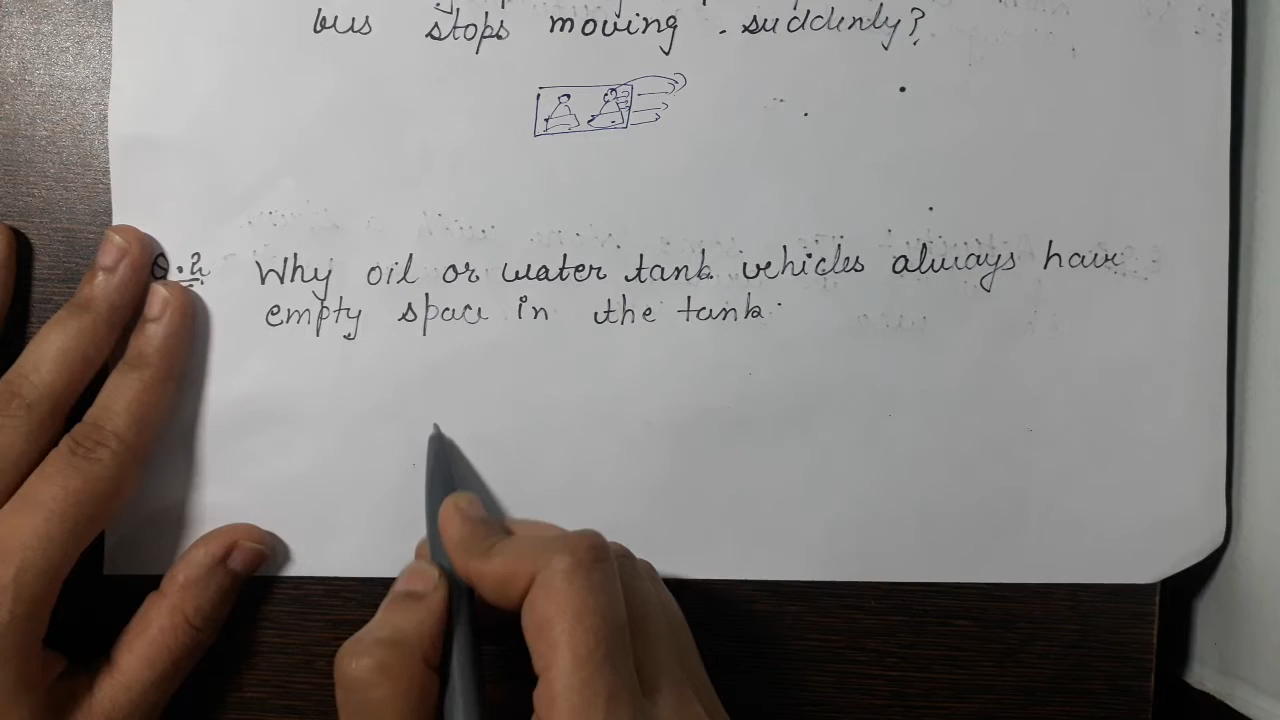 bus stops moving . suddenly?
Q.2 Why oil or water tank vehicles always have
empty space in the tank.